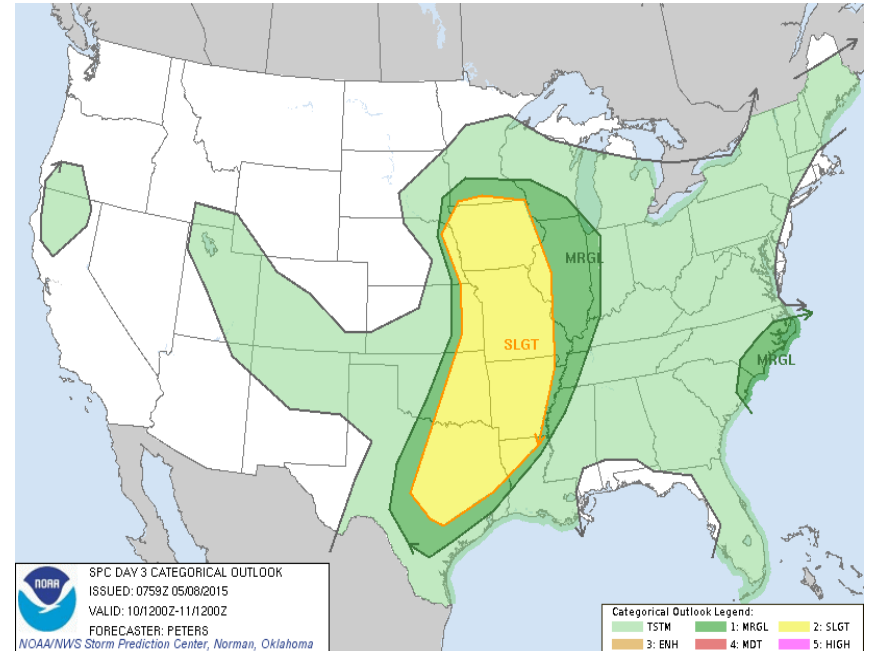 MRGL
SLGT
MRGL
NOAA
SPC DAY 3 CATEGORICAL OUTLOOK
ISSUED: 0759Z 05/08/2015
VALID: 10/1200Z-11/1200Z
FORECASTER: PETERS
NOAA/NWS Storm Prediction Center, Norman, Oklahoma
Categorical Outlook Legend:
TSTM 1: MRGL 2: SLGT
3: ENH 4: MDT 5: HIGH